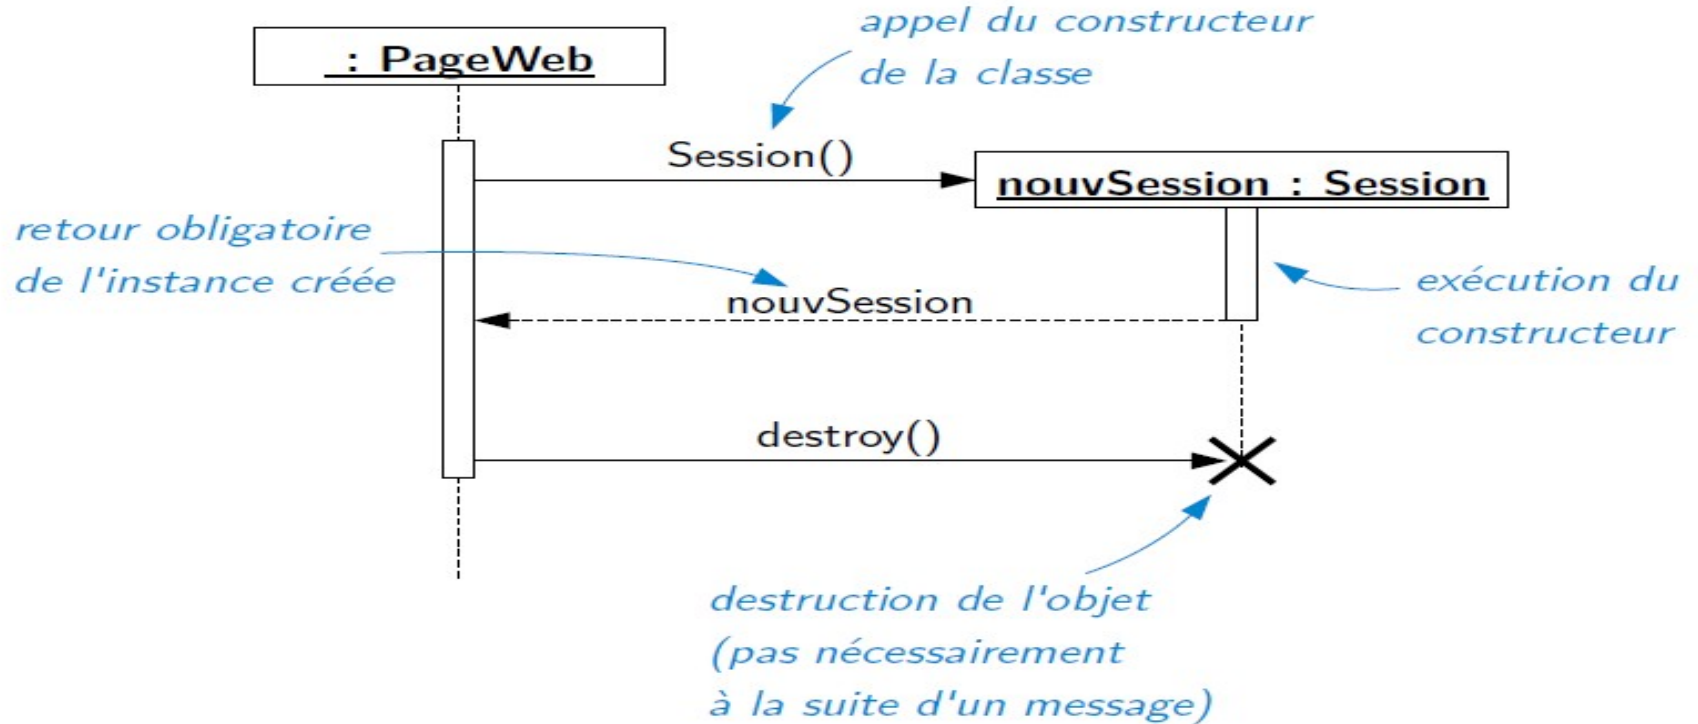 appel du constructeur
de la classe
: PageWeb
Session()
nouvSession : Session
retour obligatoire
de l'instance créée
nouvSession
exécution du
constructeur
destroy()
destruction de l'objet
(pas nécessairement
à la suite d'un message)